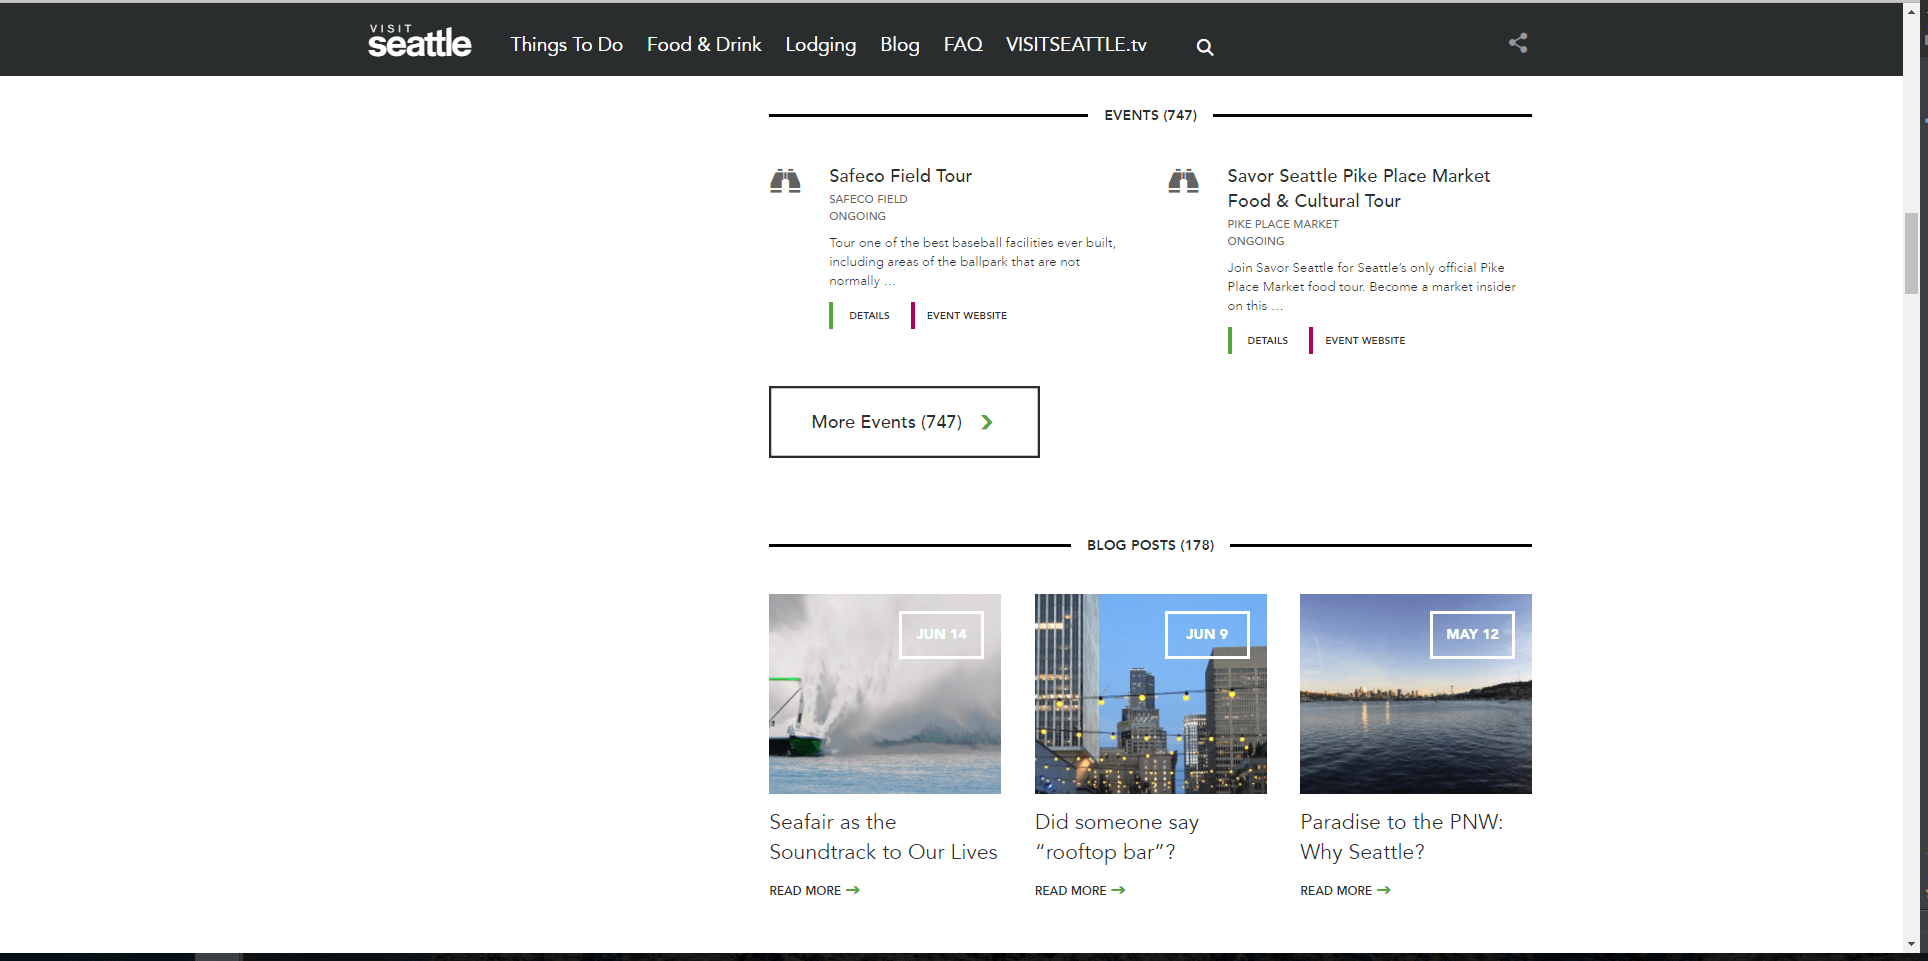 VISIT
seattle
Things To Do Food & Drink Lodging Blog FAQ VISITSEATTLE.tv
EVENTS (747)
Safeco Field Tour
SAFECO FIELD
ONGOING
Tour one of the best baseball facilities ever built,
including areas of the ballpark that are not
normally …
DETAILS EVENT WEBSITE
Savor Seattle Pike Place Market
Food & Cultural Tour
PIKE PLACE MARKET
ONGOING
Join Savor Seattle for Seattle’s only official Pike
Place Market food tour. Become a market insider
on this …
DETAILS EVENT WEBSITE
More Events (747)
BLOG POSTS (178)
JUN 14
Seafair as the
Soundtrack to Our Lives
READ MORE
JUN 9
Did someone say
“rooftop bar”?
READ MORE
MAY 12
Paradise to the PNW:
Why Seattle?
READ MORE